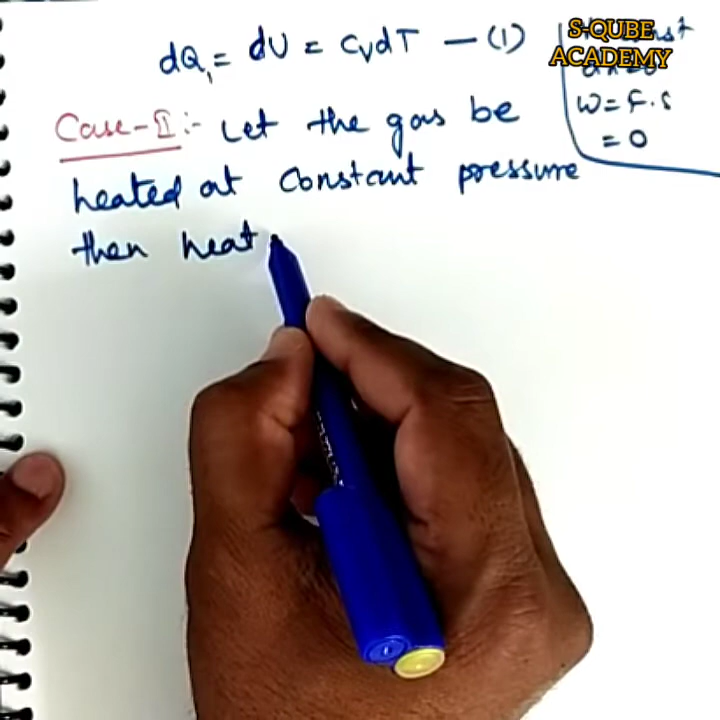 dQ₁ = dU = CvdT — (1)
S-QUBE
ACADEMY
W = F.S
= 0
Case-II:- Let the gas be
heated at constant pressure
then heat